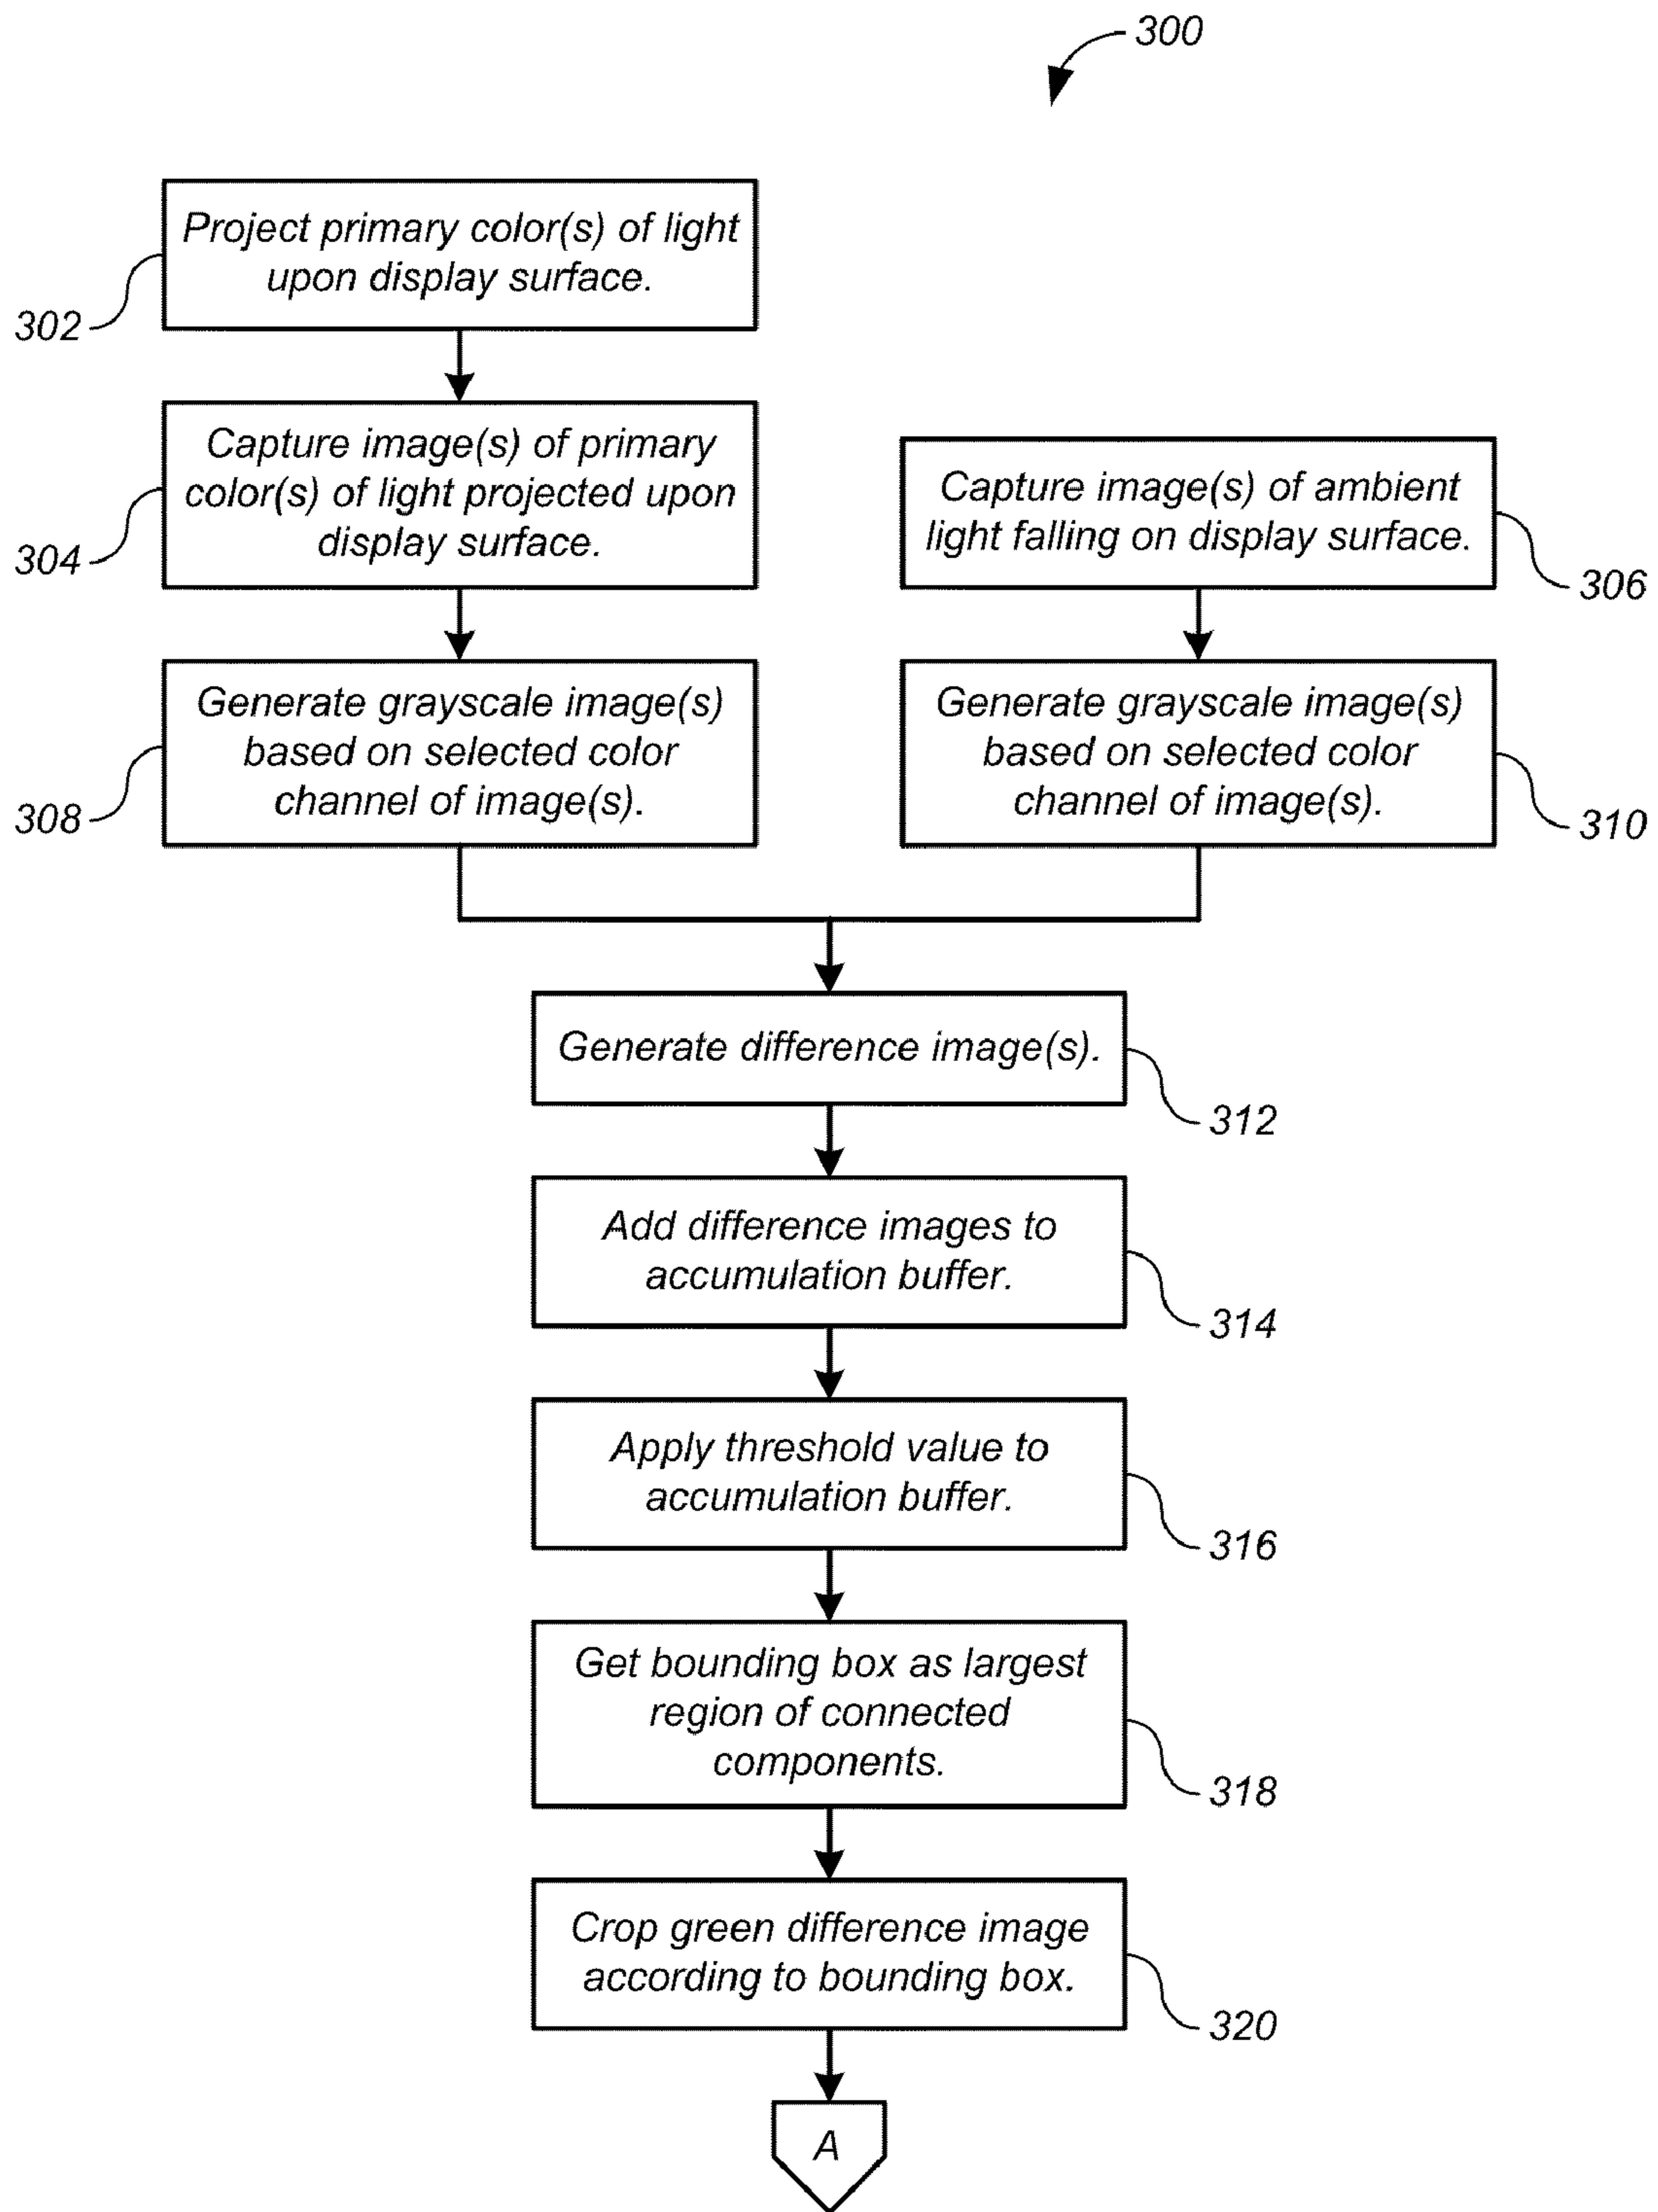 300
Project primary color(s) of light
upon display surface.
302
Capture image(s) of primary
color(s) of light projected upon
display surface.
304
Capture image(s) of ambient
light falling on display surface.
306
Generate grayscale image(s)
based on selected color
channel of image(s).
308
Generate grayscale image(s)
based on selected color
channel of image(s).
310
Generate difference image(s).
312
Add difference images to
accumulation buffer.
314
Apply threshold value to
accumulation buffer.
316
Get bounding box as largest
region of connected
components.
318
Crop green difference image
according to bounding box.
320
A